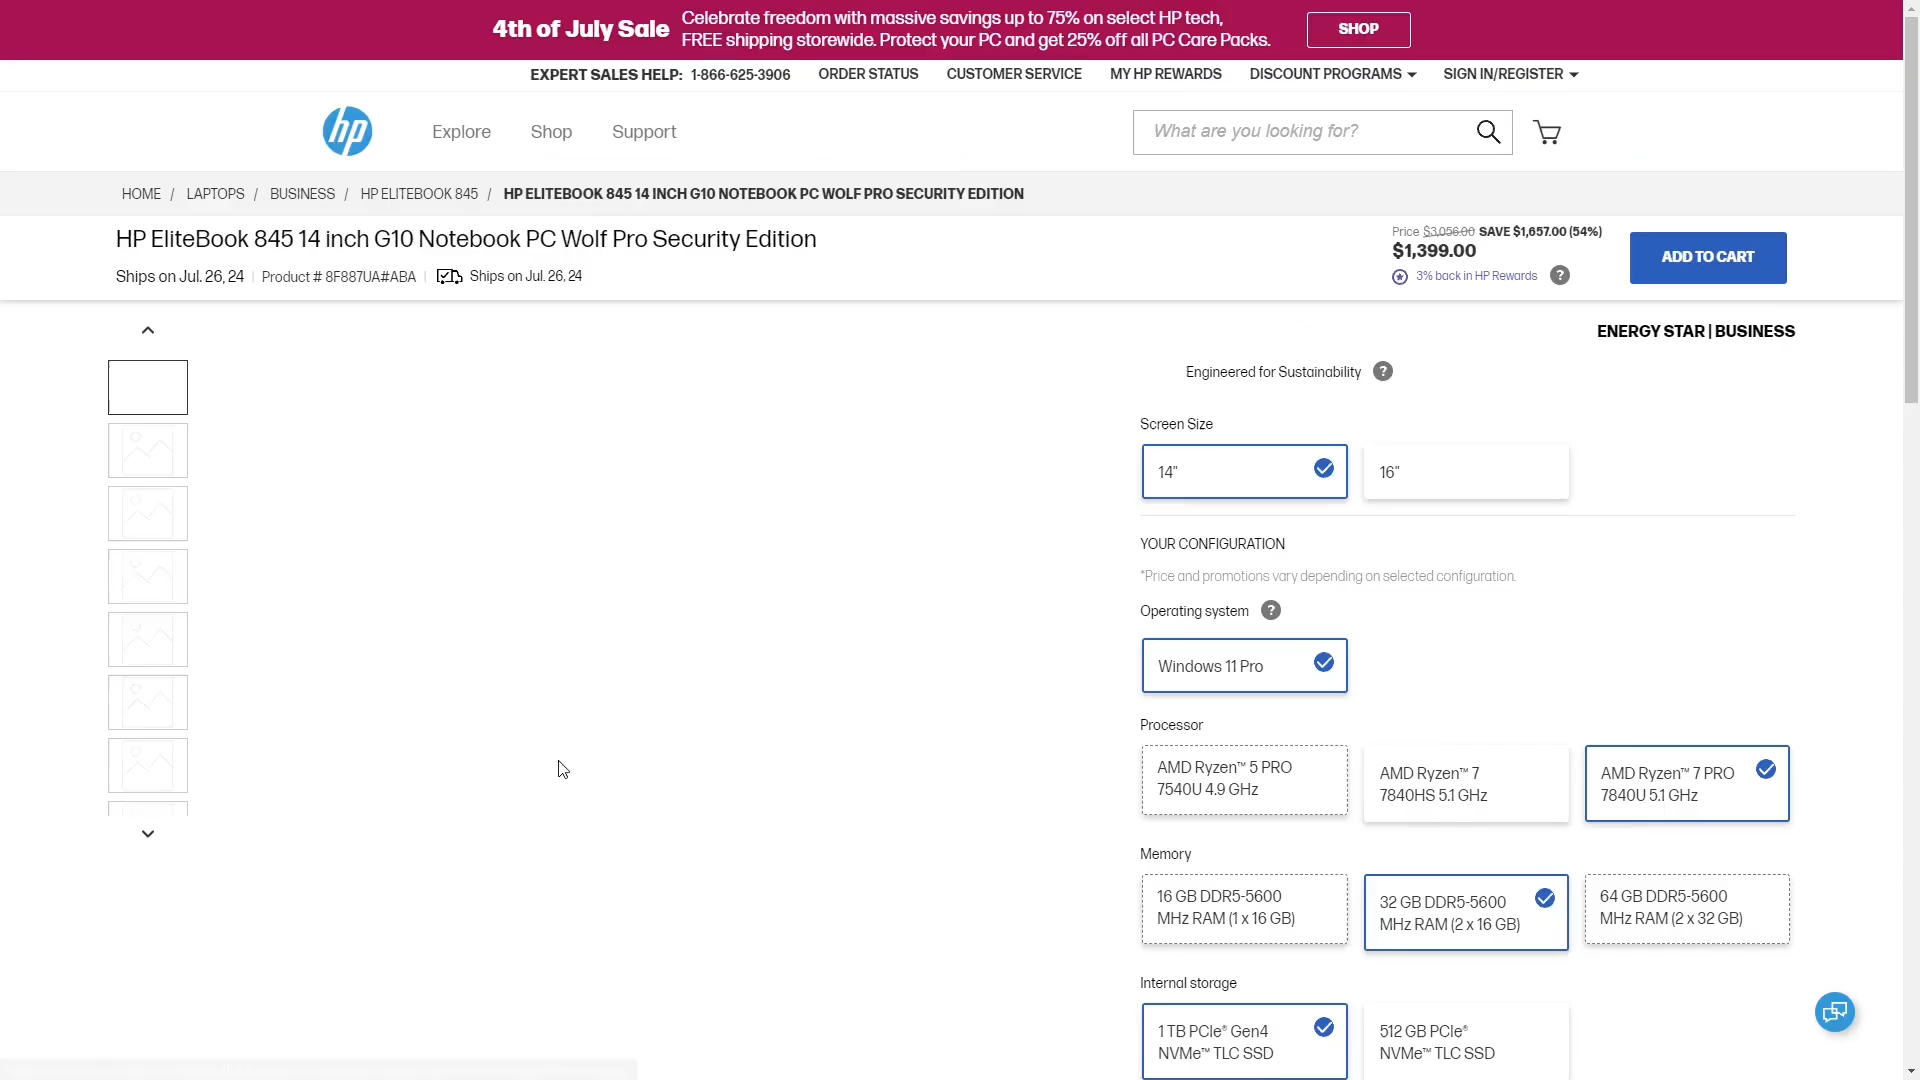 4th of July Sale
Celebrate freedom with massive savings up to 75% on select HP tech,
FREE shipping storewide. Protect your PC and get 25% off all PC Care Packs.
SHOP
EXPERT SALES HELP: 1-866-625-3906
ORDER STATUS
CUSTOMER SERVICE
MY HP REWARDS
DISCOUNT PROGRAMS
SIGN IN/REGISTER
hp
Explore
Shop
Support
What are you looking for?
HOME / LAPTOPS / BUSINESS / HP ELITEBOOK 845 / HP ELITEBOOK 845 14 INCH G10 NOTEBOOK PC WOLF PRO SECURITY EDITION
HP EliteBook 845 14 inch G10 Notebook PC Wolf Pro Security Edition
Ships on Jul. 26, 24 | Product # 8F887UA#ABA | Ships on Jul. 26, 24
Price $3,056.00 SAVE $1,657.00 (54%)
$1,399.00
3% back in HP Rewards ?
ADD TO CART
ENERGY STAR | BUSINESS
Engineered for Sustainability ?
Screen Size
14"
16"
YOUR CONFIGURATION
*Price and promotions vary depending on selected configuration.
Operating system ?
Windows 11 Pro
Processor
AMD Ryzen™ 5 PRO
7540U 4.9 GHz
AMD Ryzen™ 7
7840HS 5.1 GHz
AMD Ryzen™ 7 PRO
7840U 5.1 GHz
Memory
16 GB DDR5-5600
MHz RAM (1 x 16 GB)
32 GB DDR5-5600
MHz RAM (2 x 16 GB)
64 GB DDR5-5600
MHz RAM (2 x 32 GB)
Internal storage
1 TB PCIe® Gen4
NVMe™ TLC SSD
512 GB PCIe®
NVMe™ TLC SSD